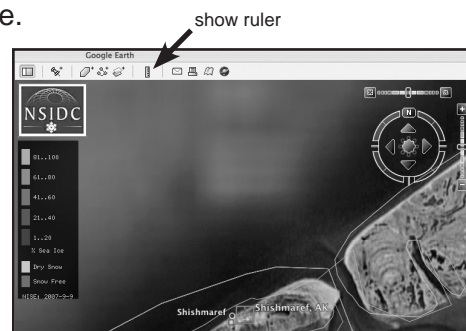 e.
show ruler
Google Earth
N
NSIDC
81..100
61..80
41..60
21..40
1..20
% Sea Ice
Dry Snow
Snow Free
NISE: 2007-9-9
Shishmaref
Shishmaref, AK